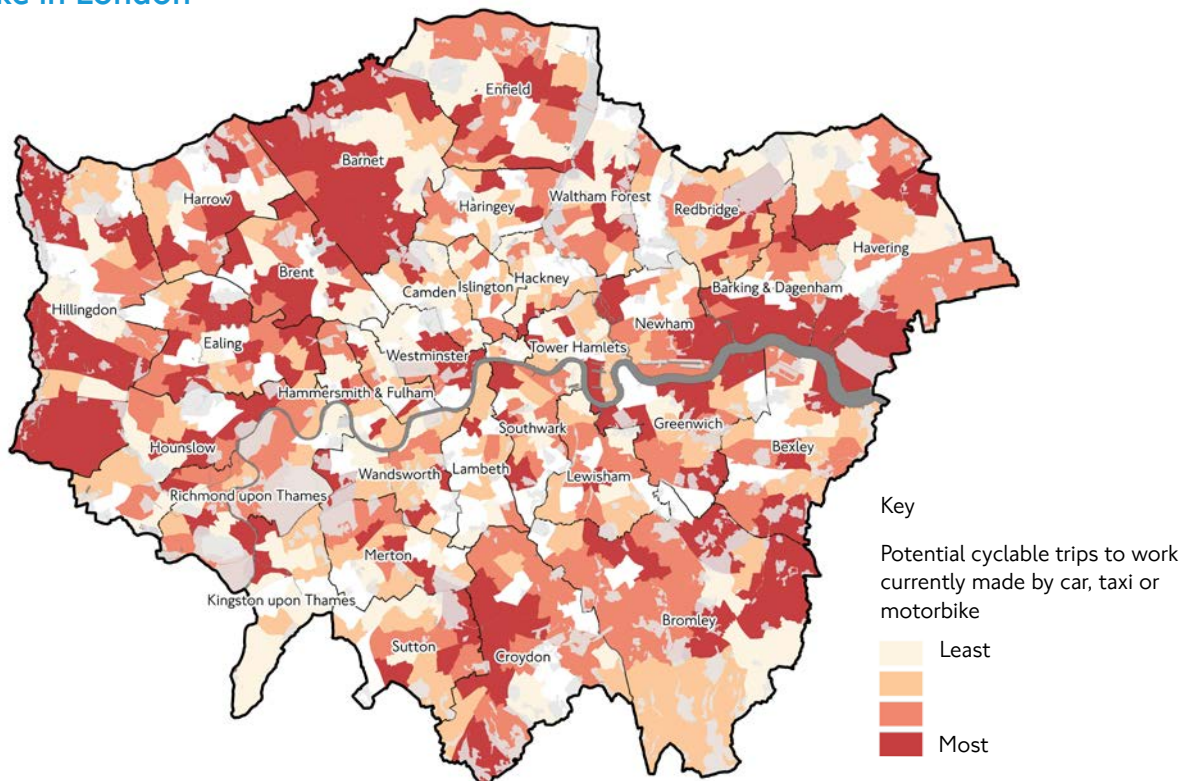 in London
Enfield
Barnet
Harrow
Haringey
Waltham Forest
Redbridge
Havering
Brent
Camden
Islington
Hackney
Barking & Dagenham
Hillingdon
Ealing
Newham
Westminster
Tower Hamlets
Hammersmith & Fulham
Hounslow
Southwark
Greenwich
Bexley
Wandsworth
Lambeth
Lewisham
Richmond upon Thames
Merton
Kingston upon Thames
Sutton
Croydon
Bromley
Key
Potential cyclable trips to work
currently made by car, taxi or
motorbike
Least
Most